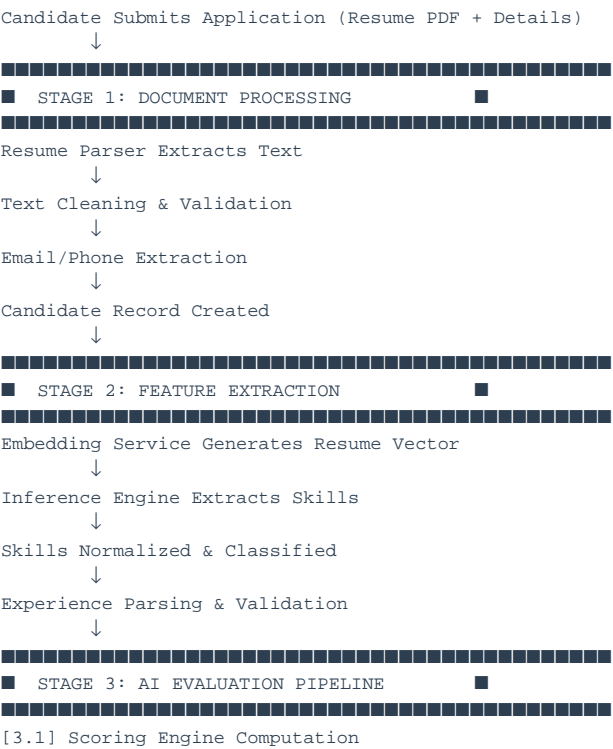 Candidate Submits Application (Resume PDF + Details)
↓
■■■■■■■■■■■■■■■■■■■■■■■■■■■■■■■■■■■■■■■■■■■
■ STAGE 1: DOCUMENT PROCESSING ■
■■■■■■■■■■■■■■■■■■■■■■■■■■■■■■■■■■■■■■■■■■■
Resume Parser Extracts Text
↓
Text Cleaning & Validation
↓
Email/Phone Extraction
↓
Candidate Record Created
↓
■■■■■■■■■■■■■■■■■■■■■■■■■■■■■■■■■■■■■■■■■■■
■ STAGE 2: FEATURE EXTRACTION ■
■■■■■■■■■■■■■■■■■■■■■■■■■■■■■■■■■■■■■■■■■■■
Embedding Service Generates Resume Vector
↓
Inference Engine Extracts Skills
↓
Skills Normalized & Classified
↓
Experience Parsing & Validation
↓
■■■■■■■■■■■■■■■■■■■■■■■■■■■■■■■■■■■■■■■■■■■
■ STAGE 3: AI EVALUATION PIPELINE ■
■■■■■■■■■■■■■■■■■■■■■■■■■■■■■■■■■■■■■■■■■■■
[3.1] Scoring Engine Computation